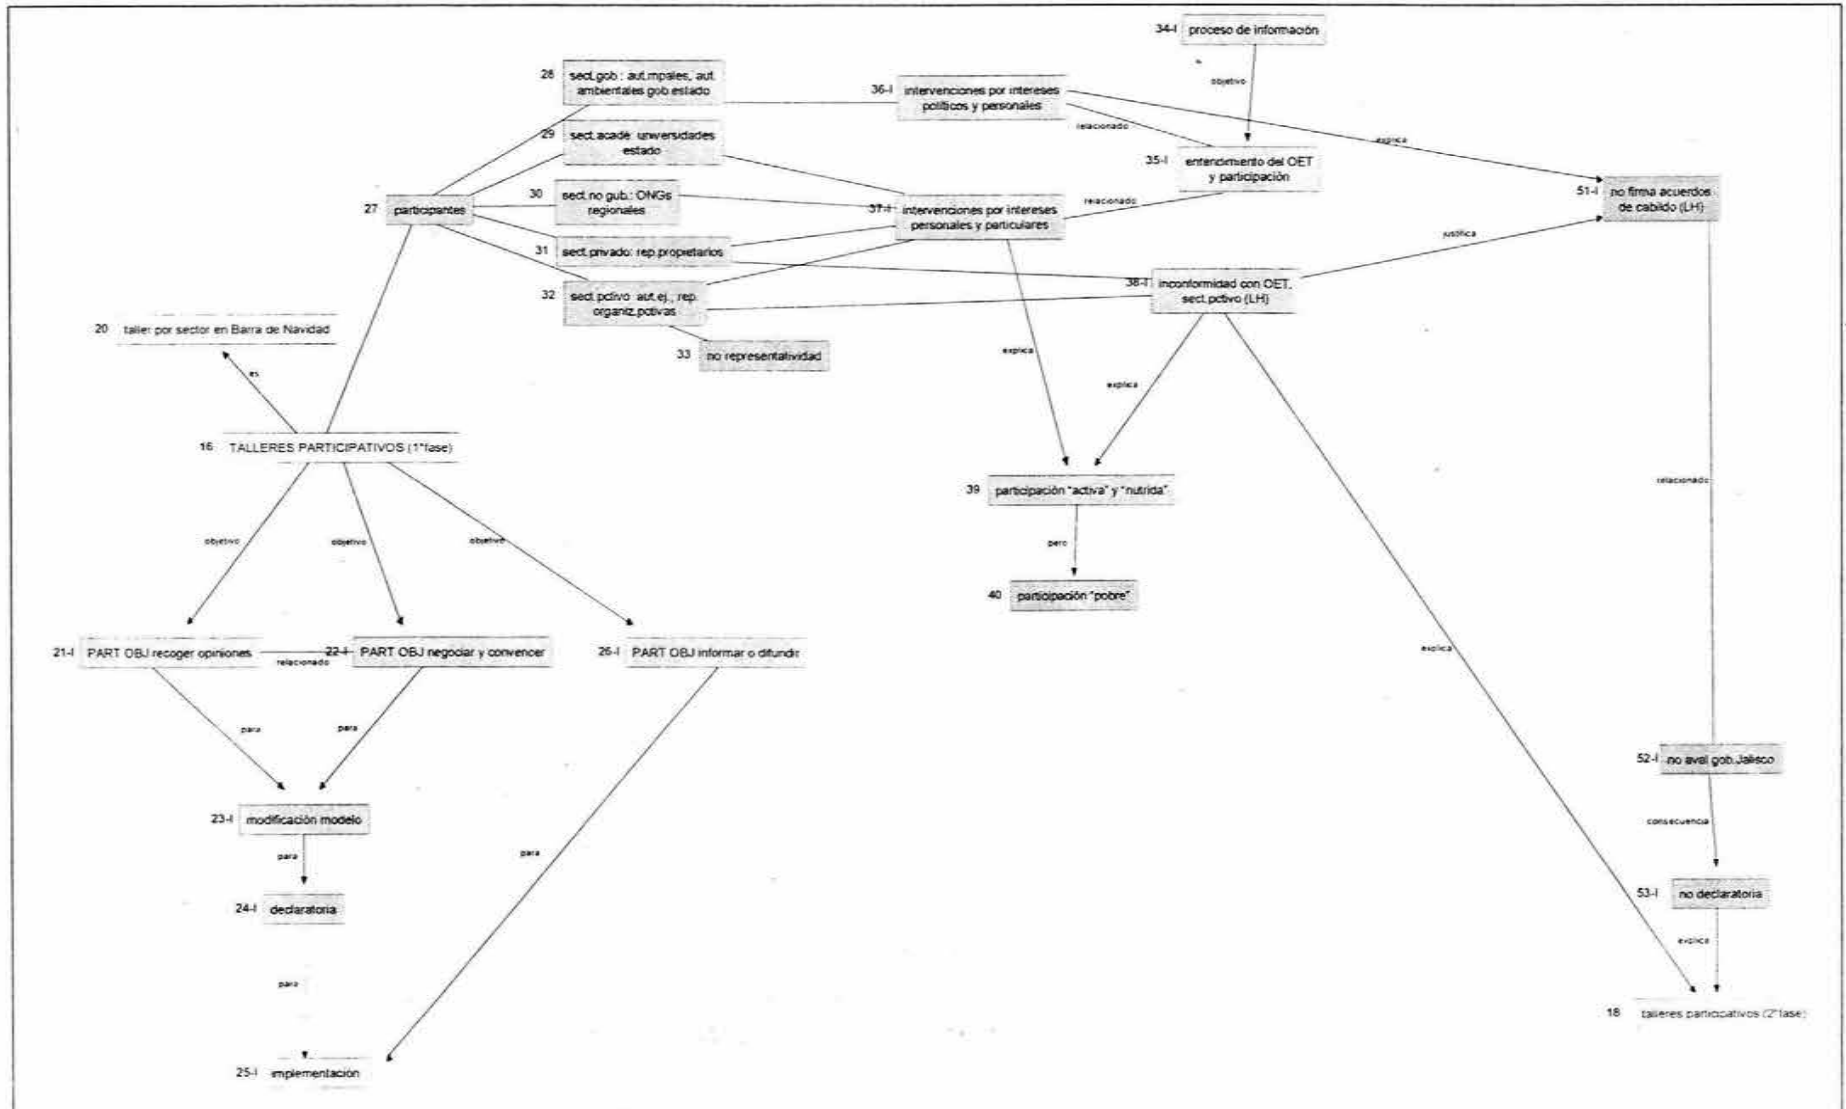 34-I proceso de información
objetivo
28 sect.gob.: aut.mpales, aut.
ambientales gob.estado
36-I intervenciones por intereses
políticos y personales
relacionado
explica
29 sect.acadé: universidades
estado
35-I entendimiento del OET
y participación
30 sect.no gub.: ONGs
regionales
27 participantes
37-I intervenciones por intereses
personales y particulares
relacionado
51-I no firma acuerdos
de cabildo (LH)
justifica
31 sect.privado: rep.propietarios
32 sect.pctivo: aut.ej., rep.
organiz.pctivas
38-I inconformidad con OET,
sect.pctivo (LH)
20 taller por sector en Barra de Navidad
33 no representatividad
es
explica
explica
16 TALLERES PARTICIPATIVOS (1ªfase)
39 participación "activa" y "nutrida"
relacionado
objetivo
objetivo
objetivo
pero
40 participación "pobre"
21-I PART OBJ recoger opiniones
relacionado
22-I PART OBJ negociar y convencer
26-I PART OBJ informar o difundir
explica
para
para
52-I no aval gob.Jalisco
23-I modificación modelo
consecuencia
para
para
24-I declaratoria
53-I no declaratoria
explica
para
18 talleres participativos (2ªfase)
25-I implementación